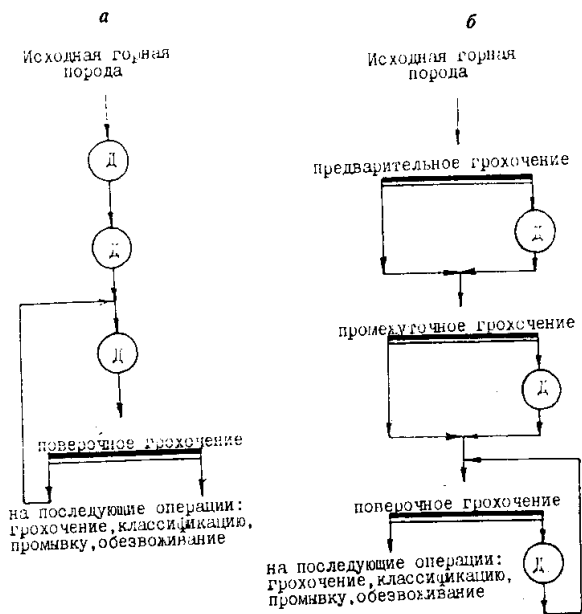 а
Исходная горная
порода
Д
Д
Д
поверочное грохочение
на последующие операции:
грохочение, классификацию,
промывку, обезвоживание
б
Исходная горная
порода
предварительное грохочение
Д
промежуточное грохочение
Д
поверочное грохочение
Д
на последующие операции:
грохочение, классификацию,
промывку, обезвоживание